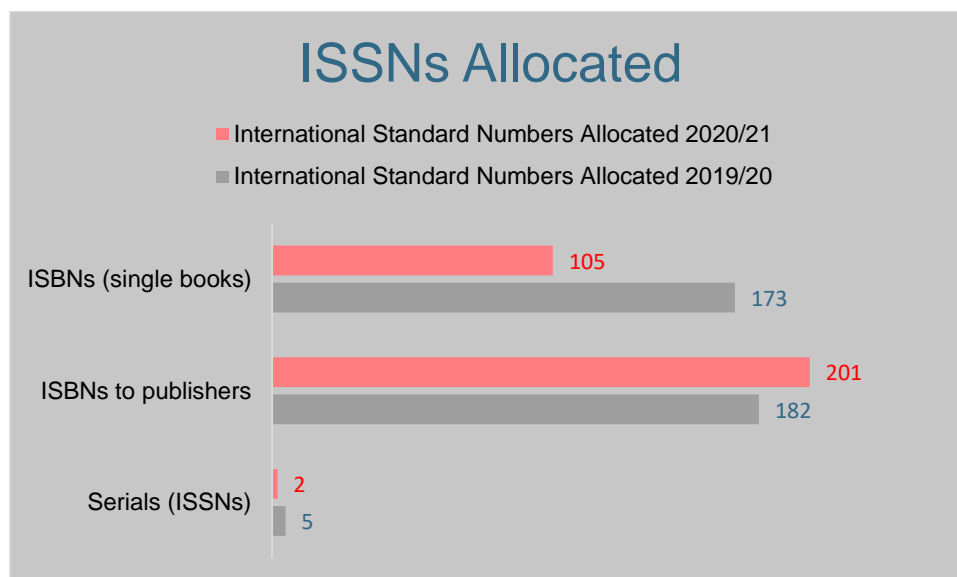 ISSNs Allocated
International Standard Numbers Allocated 2020/21
International Standard Numbers Allocated 2019/20
ISBNs (single books)
105
173
ISBNs to publishers
201
182
Serials (ISSNs)
2
5